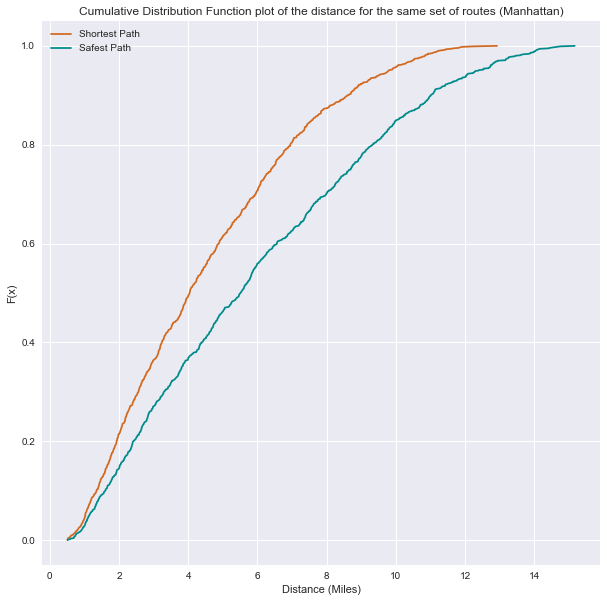 Cumulative Distribution Function plot of the distance for the same set of routes (Manhattan)
Shortest Path
Safest Path
1.0
0.8
0.6
0.4
0.2
0.0
F(x)
0 2 4 6 8 10 12 14
Distance (Miles)